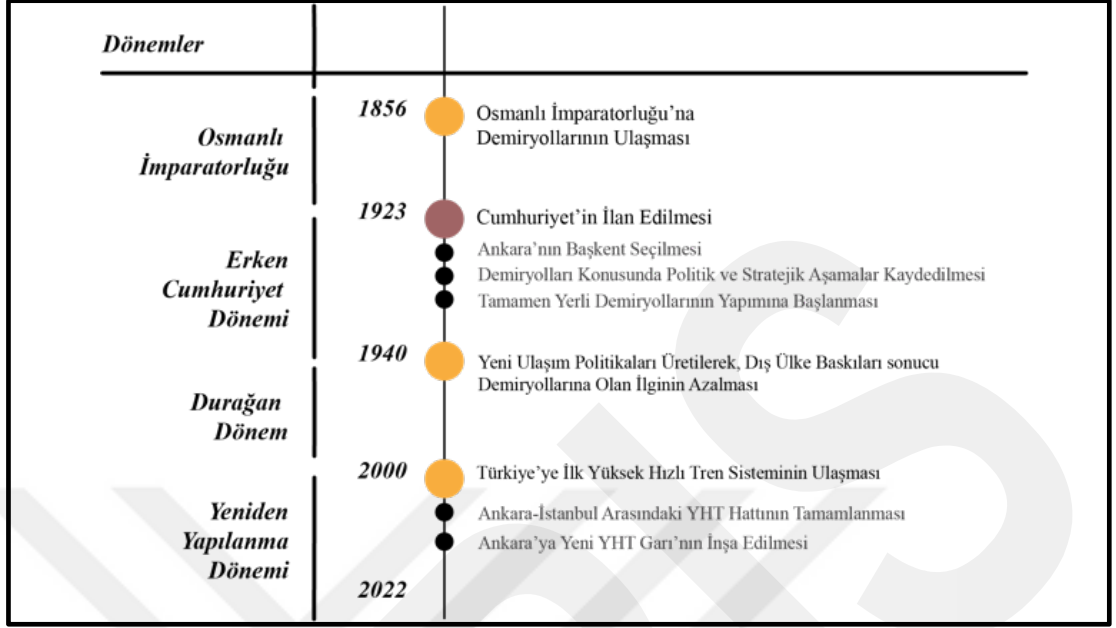 Dönemler
Osmanlı
İmparatorluğu
1856
Osmanlı İmparatorluğu’na
Demiryollarının Ulaşması
Erken
Cumhuriyet
Dönemi
1923
Cumhuriyet’in İlan Edilmesi
Ankara’nın Başkent Seçilmesi
Demiryolları Konusunda Politik ve Stratejik Aşamalar Kaydedilmesi
Tamamen Yerli Demiryollarının Yapımına Başlanması
1940
Yeni Ulaşım Politikaları Üretilerek, Dış Ülke Baskıları sonucu
Demiryollarına Olan İlginin Azalması
Durağan
Dönem
2000
Türkiye’ye İlk Yüksek Hızlı Tren Sisteminin Ulaşması
Yeniden
Yapılanma
Dönemi
Ankara-İstanbul Arasındaki YHT Hattının Tamamlanması
Ankara’ya Yeni YHT Garı’nın İnşa Edilmesi
2022